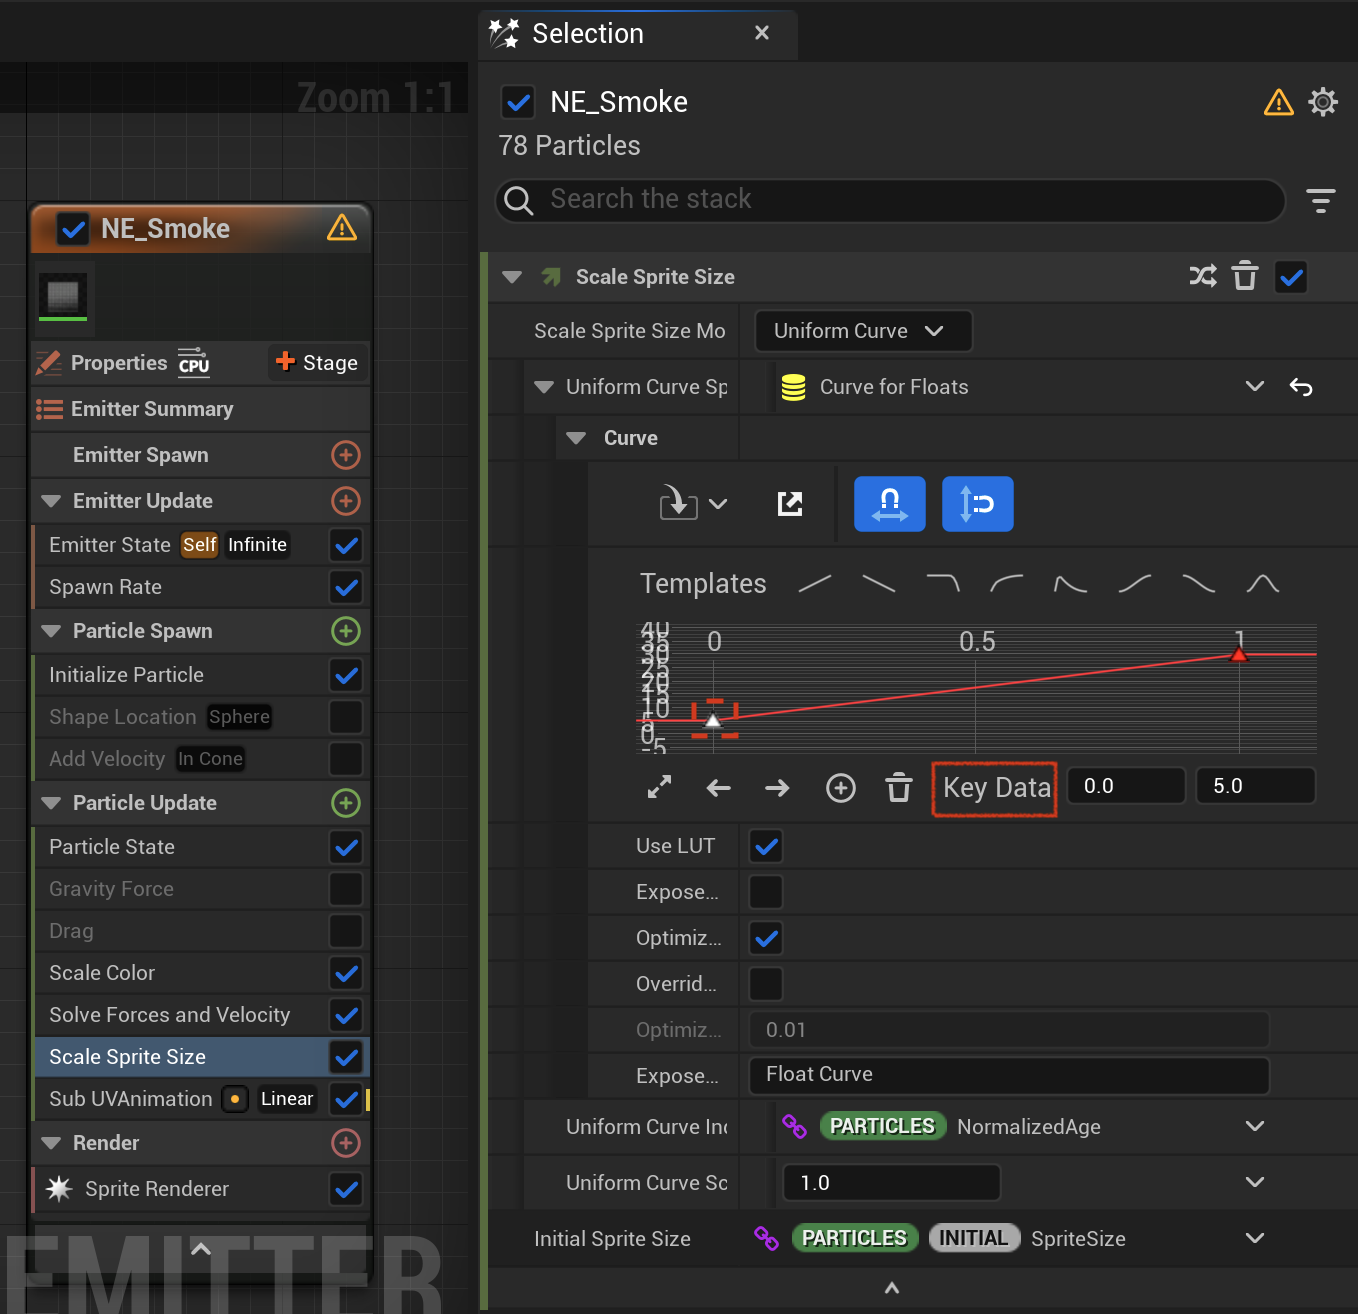 Selection
Zoom 1:1
NE_Smoke
78 Particles
Search the stack
NE_Smoke
Properties CPU Stage
Emitter Summary
Emitter Spawn
Emitter Update
Emitter State Self Infinite
Spawn Rate
Particle Spawn
Initialize Particle
Shape Location Sphere
Add Velocity In Cone
Particle Update
Particle State
Gravity Force
Drag
Scale Color
Solve Forces and Velocity
Scale Sprite Size
Sub UVAnimation Linear
Render
Sprite Renderer
EMITTER
Scale Sprite Size
Scale Sprite Size Mo Uniform Curve
Uniform Curve Sp Curve for Floats
Curve
Templates
0 0.5 1
40
35
30
25
20
15
10
5
0
-5
Key Data 0.0 5.0
Use LUT
Expose...
Optimiz...
Overrid...
Optimiz... 0.01
Expose... Float Curve
Uniform Curve Inc PARTICLES NormalizedAge
Uniform Curve Sc 1.0
Initial Sprite Size PARTICLES INITIAL SpriteSize